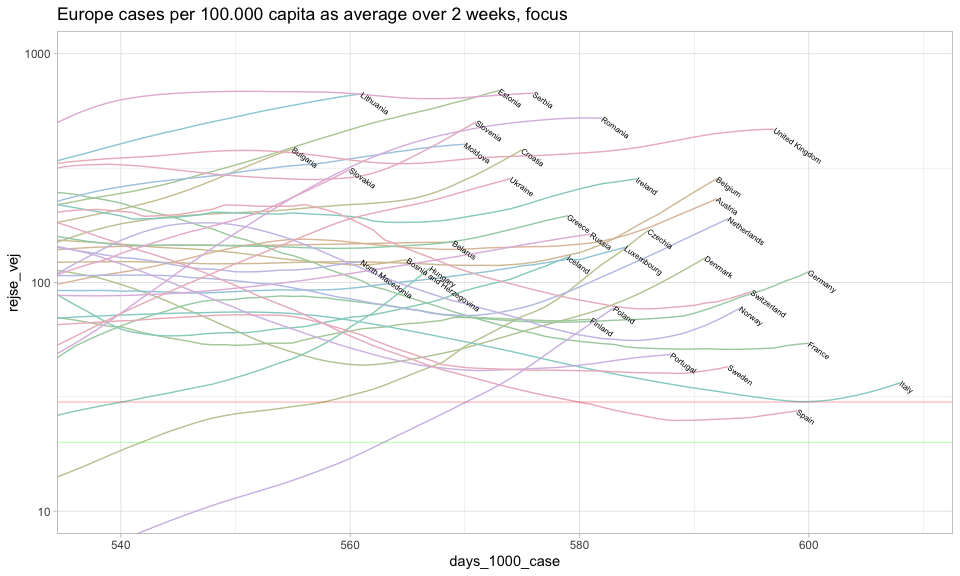 Europe cases per 100.000 capita as average over 2 weeks, focus
1000
Lithuania
Estonia
Serbia
Slovenia
Romania
United Kingdom
Bulgaria
Moldova
Croatia
Slovakia
Ukraine
Ireland
Belgium
Austria
Greece
Russia
Netherlands
Czechia
Belarus
Luxembourg
Iceland
North Macedonia
Bosnia and Herzegovina
Hungary
Denmark
100
Germany
Switzerland
Poland
Norway
Finland
France
Portugal
Sweden
Italy
Spain
10
rejse_vej
540
560
580
600
days_1000_case